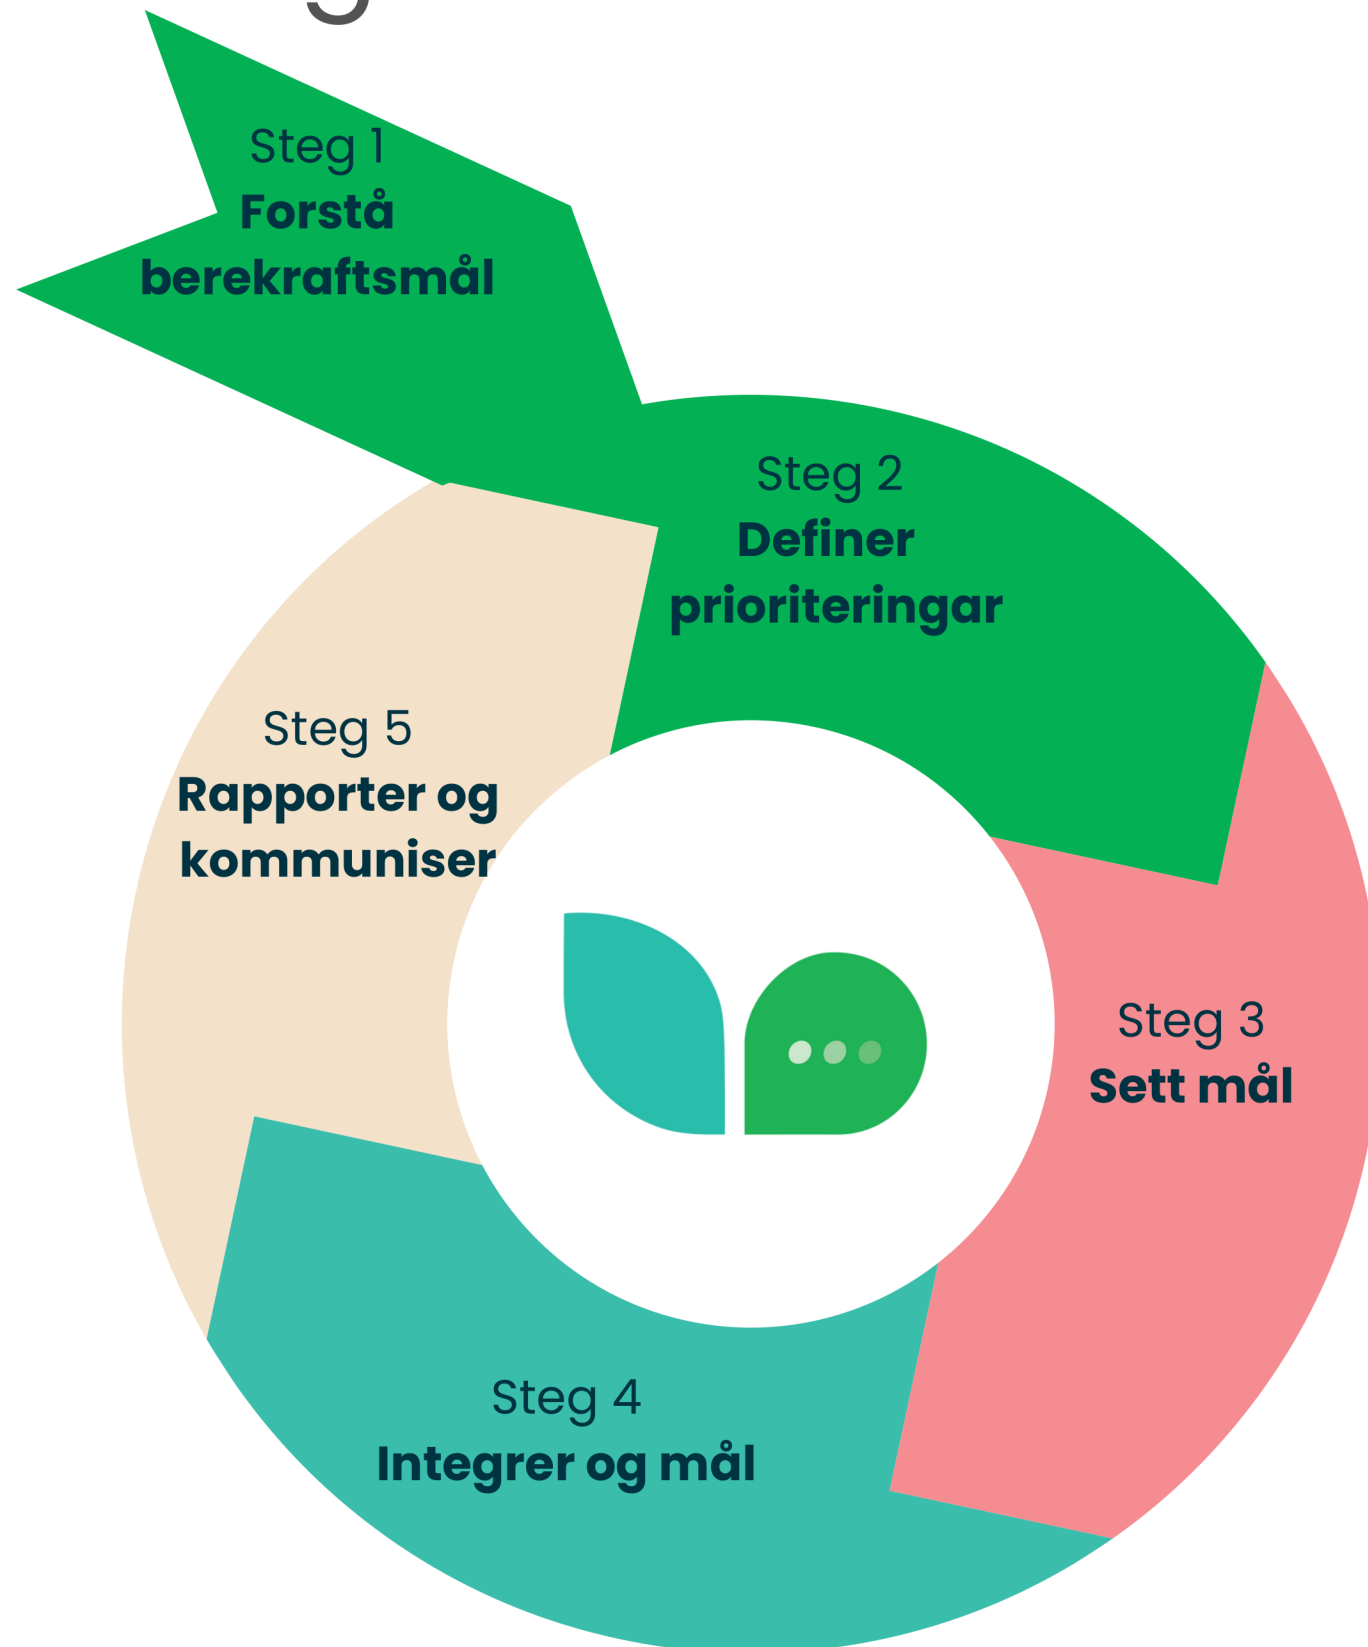 Steg 1
Forstå
berekraftsmål
Steg 2
Definer
prioriteringar
Steg 3
Sett mål
Steg 4
Integrer og mål
Steg 5
Rapporter og
kommuniser